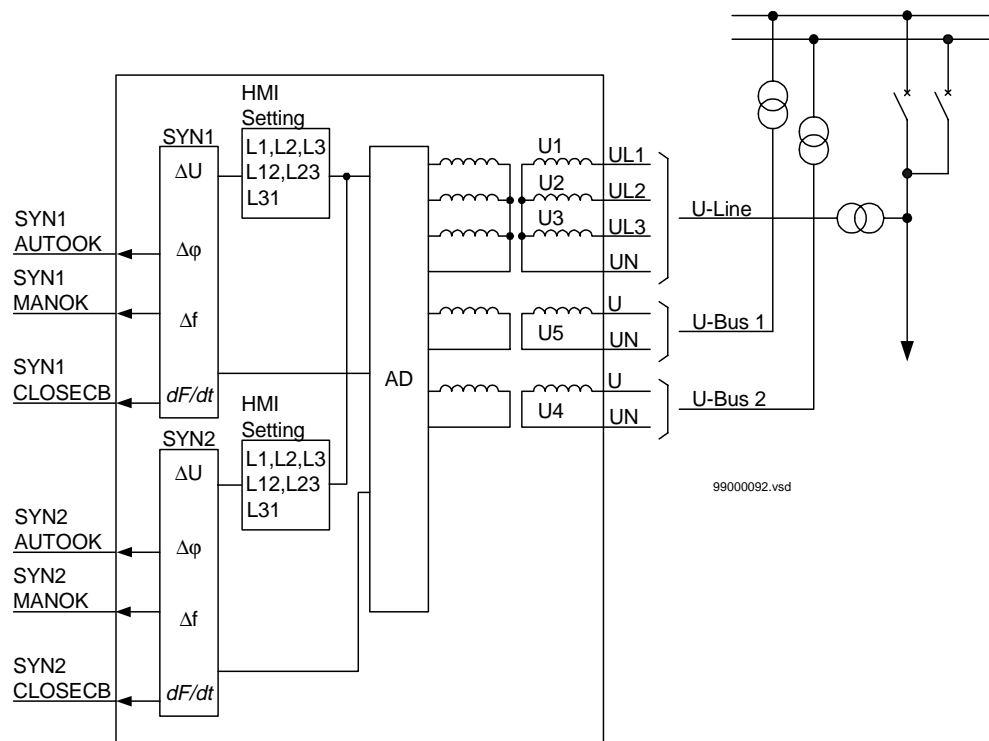 HMI
Setting
SYN1
L1,L2,L3
L12,L23
L31
ΔU
Δφ
Δf
dF/dt
SYN1
AUTOOK
SYN1
MANOK
SYN1
CLOSECB
HMI
Setting
SYN2
L1,L2,L3
L12,L23
L31
ΔU
Δφ
Δf
dF/dt
SYN2
AUTOOK
SYN2
MANOK
SYN2
CLOSECB
AD
U1
UL1
U2
UL2
U3
UL3
UN
U-Line
U
U5
UN
U-Bus 1
U
U4
UN
U-Bus 2
99000092.vsd